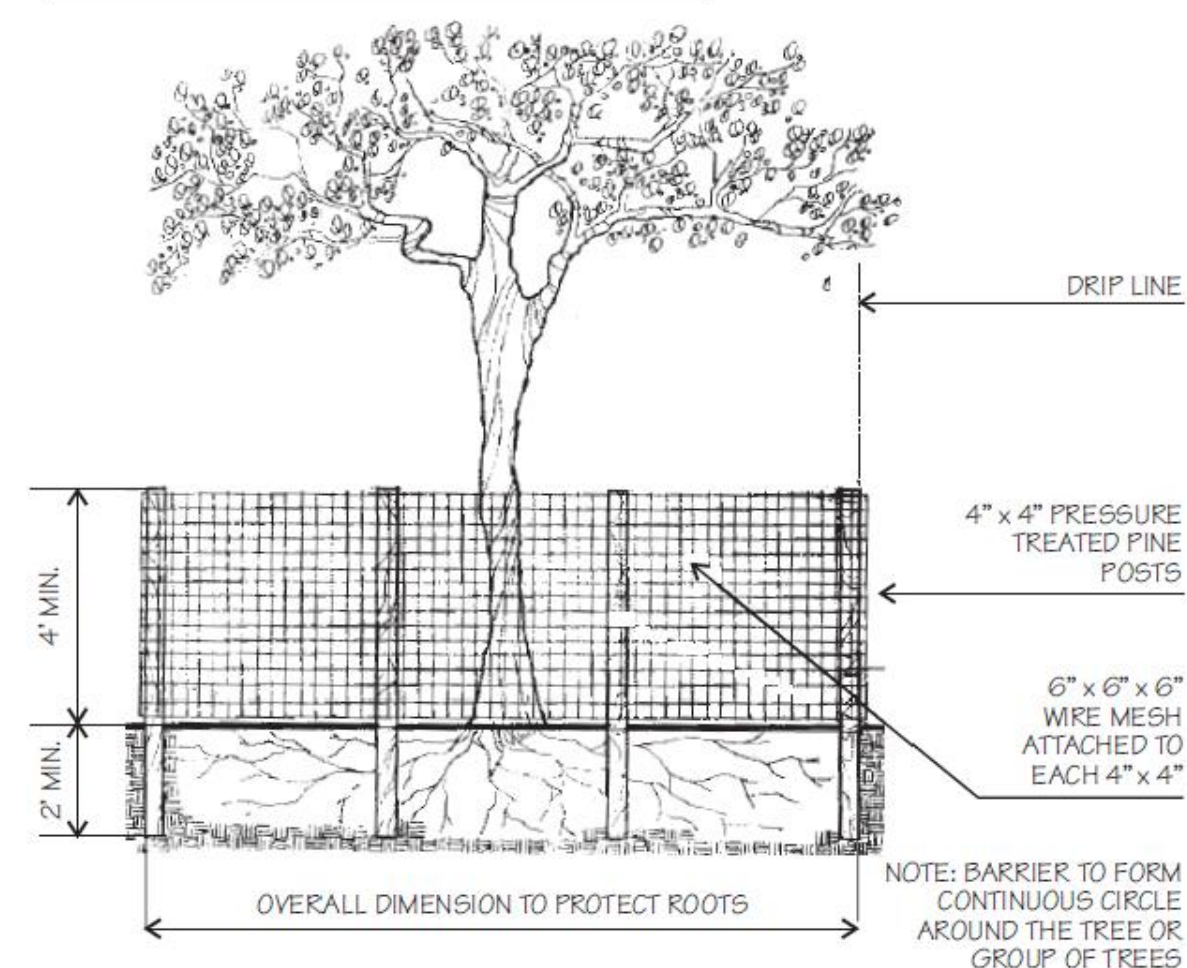 DRIP LINE
4" x 4" PRESSURE
TREATED PINE
POSTS
4' MIN.
6" x 6" x 6"
WIRE MESH
ATTACHED TO
EACH 4" x 4"
2' MIN.
NOTE: BARRIER TO FORM
CONTINUOUS CIRCLE
AROUND THE TREE OR
GROUP OF TREES
OVERALL DIMENSION TO PROTECT ROOTS